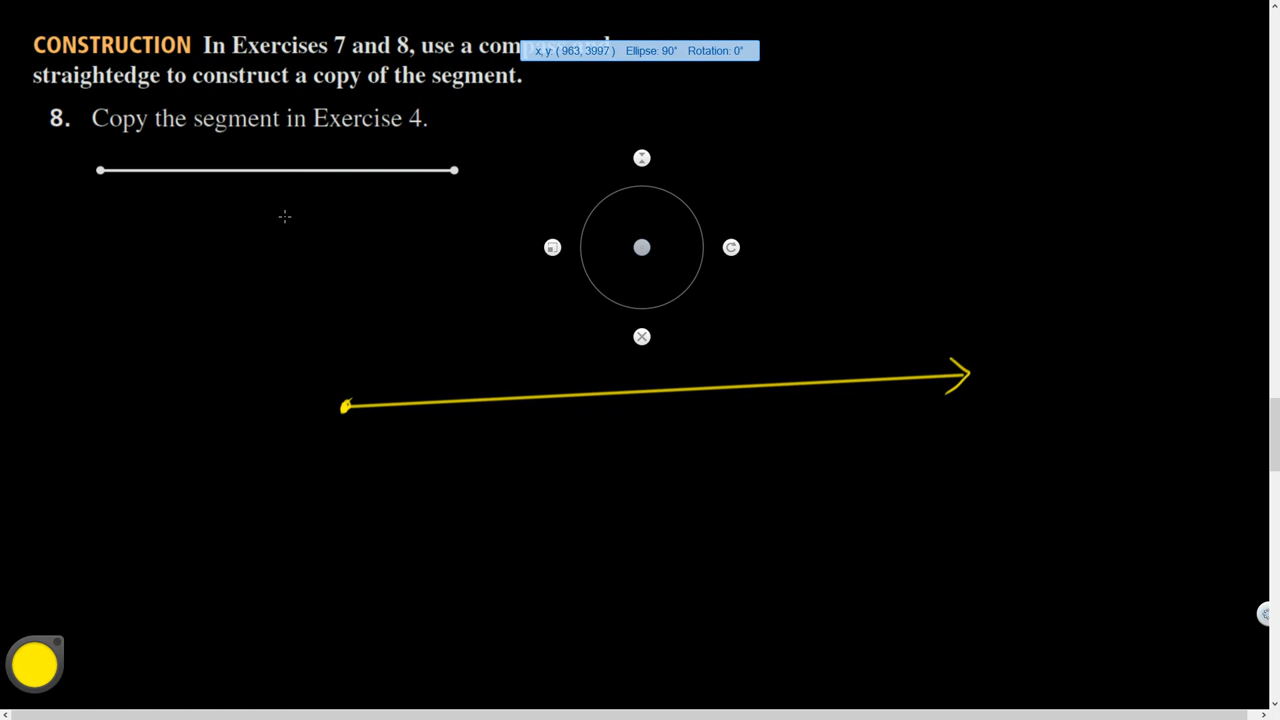 CONSTRUCTION In Exercises 7 and 8, use a
x, y: ( 963, 3997 ) Ellipse: 90° Rotation: 0°
straightedge to construct a copy of the segment.
8. Copy the segment in Exercise 4.